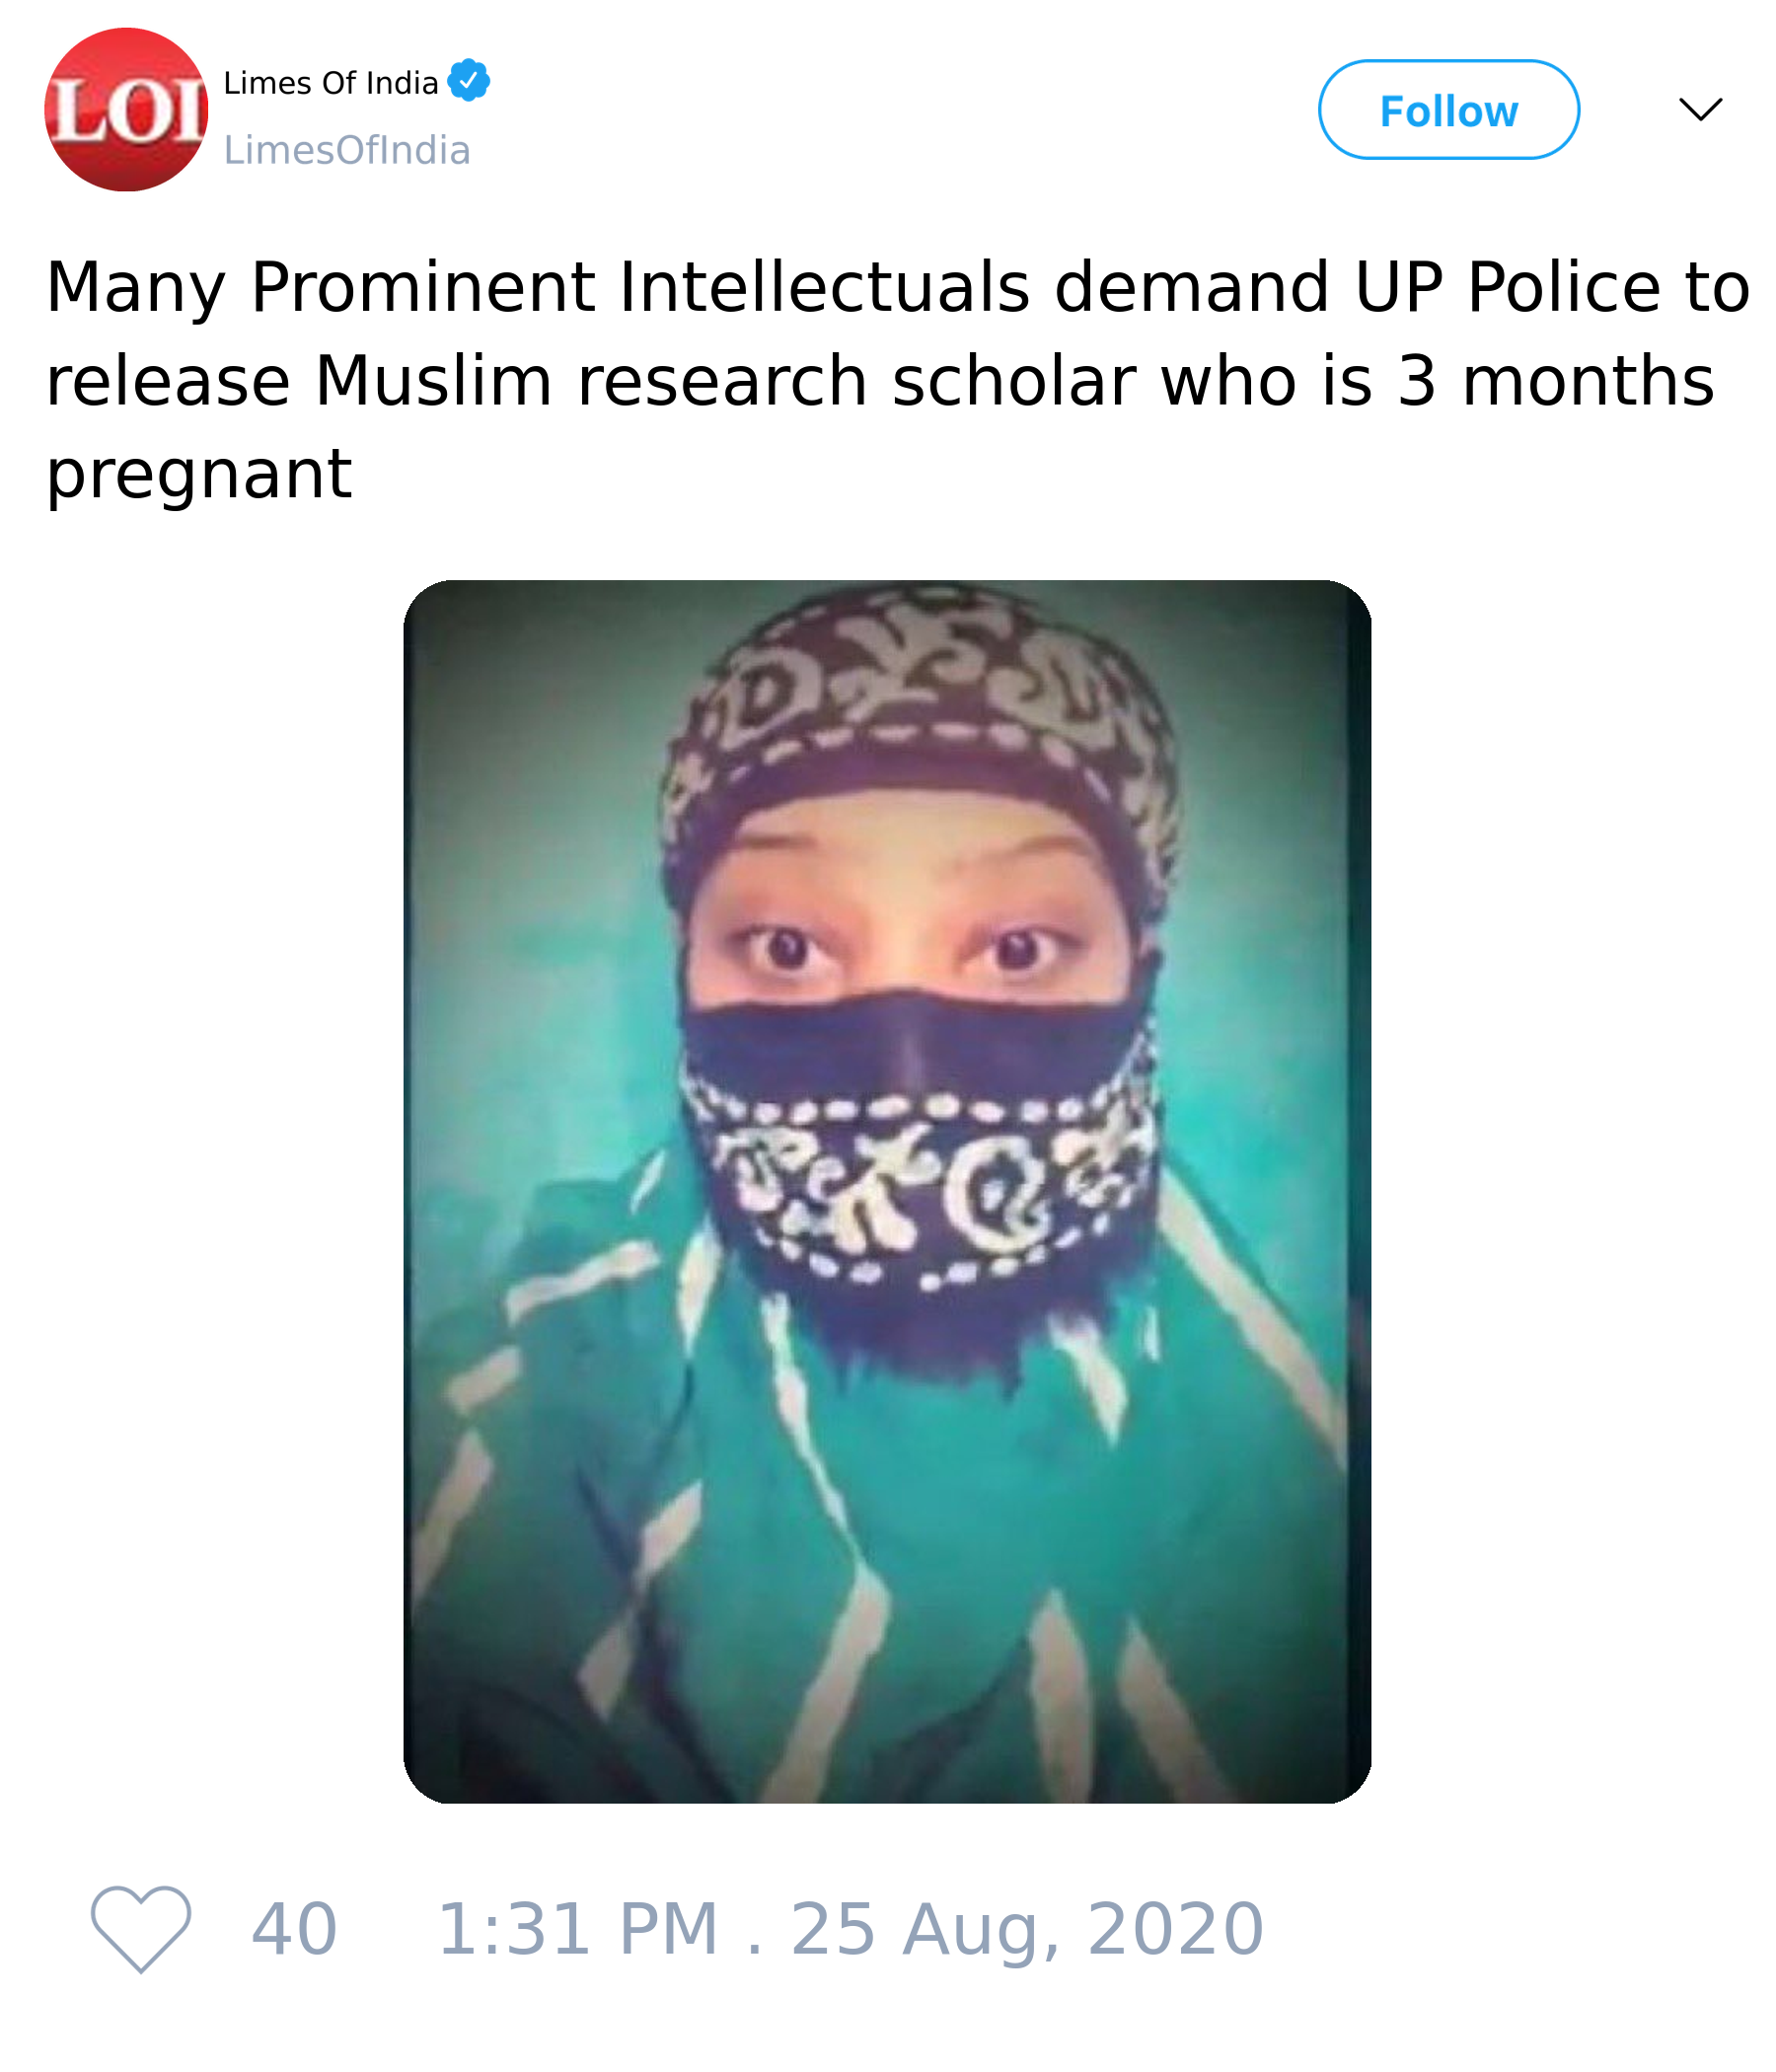 LOI
Limes Of India
LimesOfIndia
Follow
Many Prominent Intellectuals demand UP Police to
release Muslim research scholar who is 3 months
pregnant
40 1:31 PM . 25 Aug, 2020